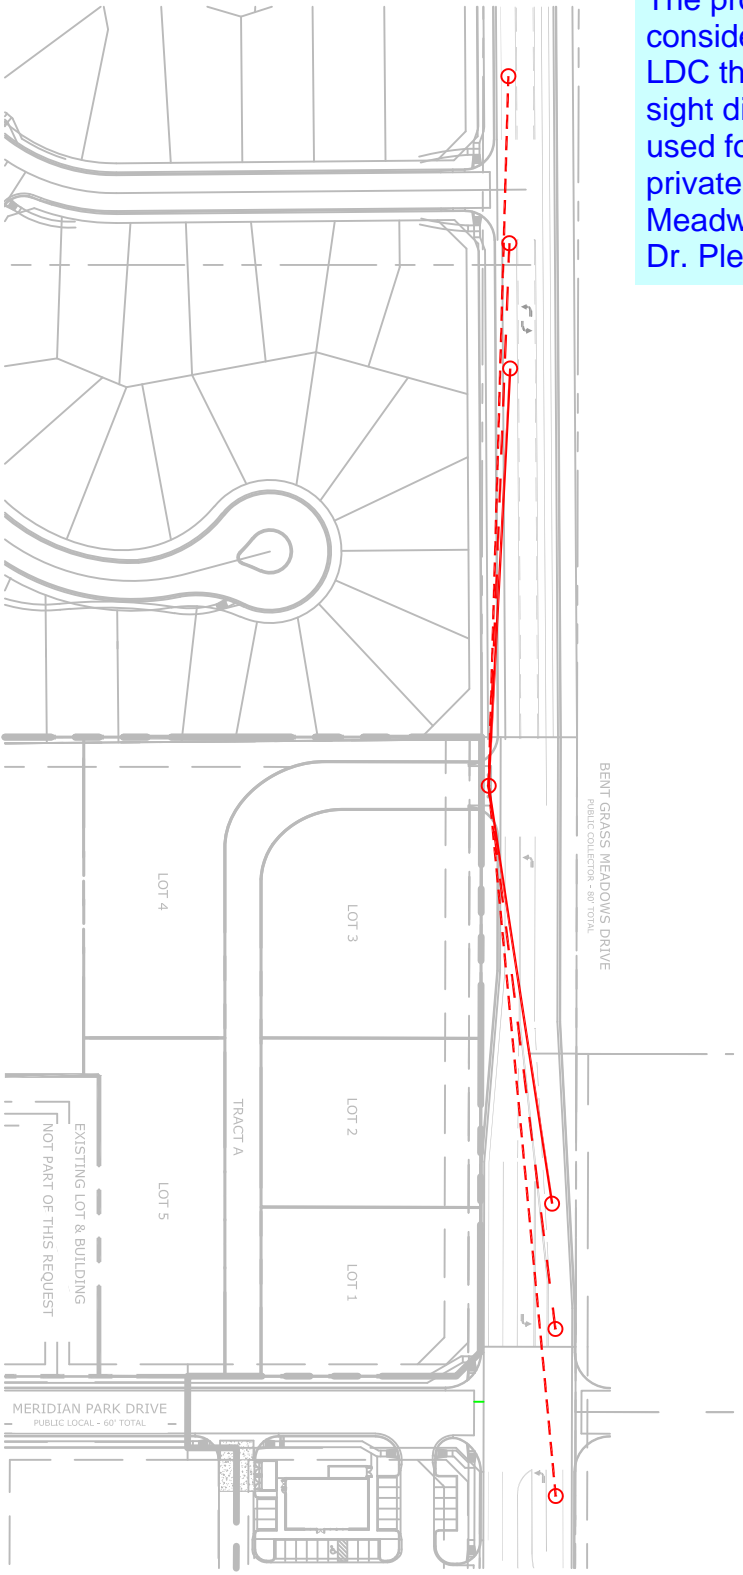 The pro
conside
LDC th
sight di
used fo
private
Meadw
Dr. Ple
BENT GRASS MEADOWS DRIVE
PUBLIC COLLECTOR - 80' TOTAL
LOT 4
LOT 3
TRACT A
LOT 2
LOT 5
EXISTING LOT & BUILDING
NOT PART OF THIS REQUEST
LOT 1
MERIDIAN PARK DRIVE
PUBLIC LOCAL - 60' TOTAL